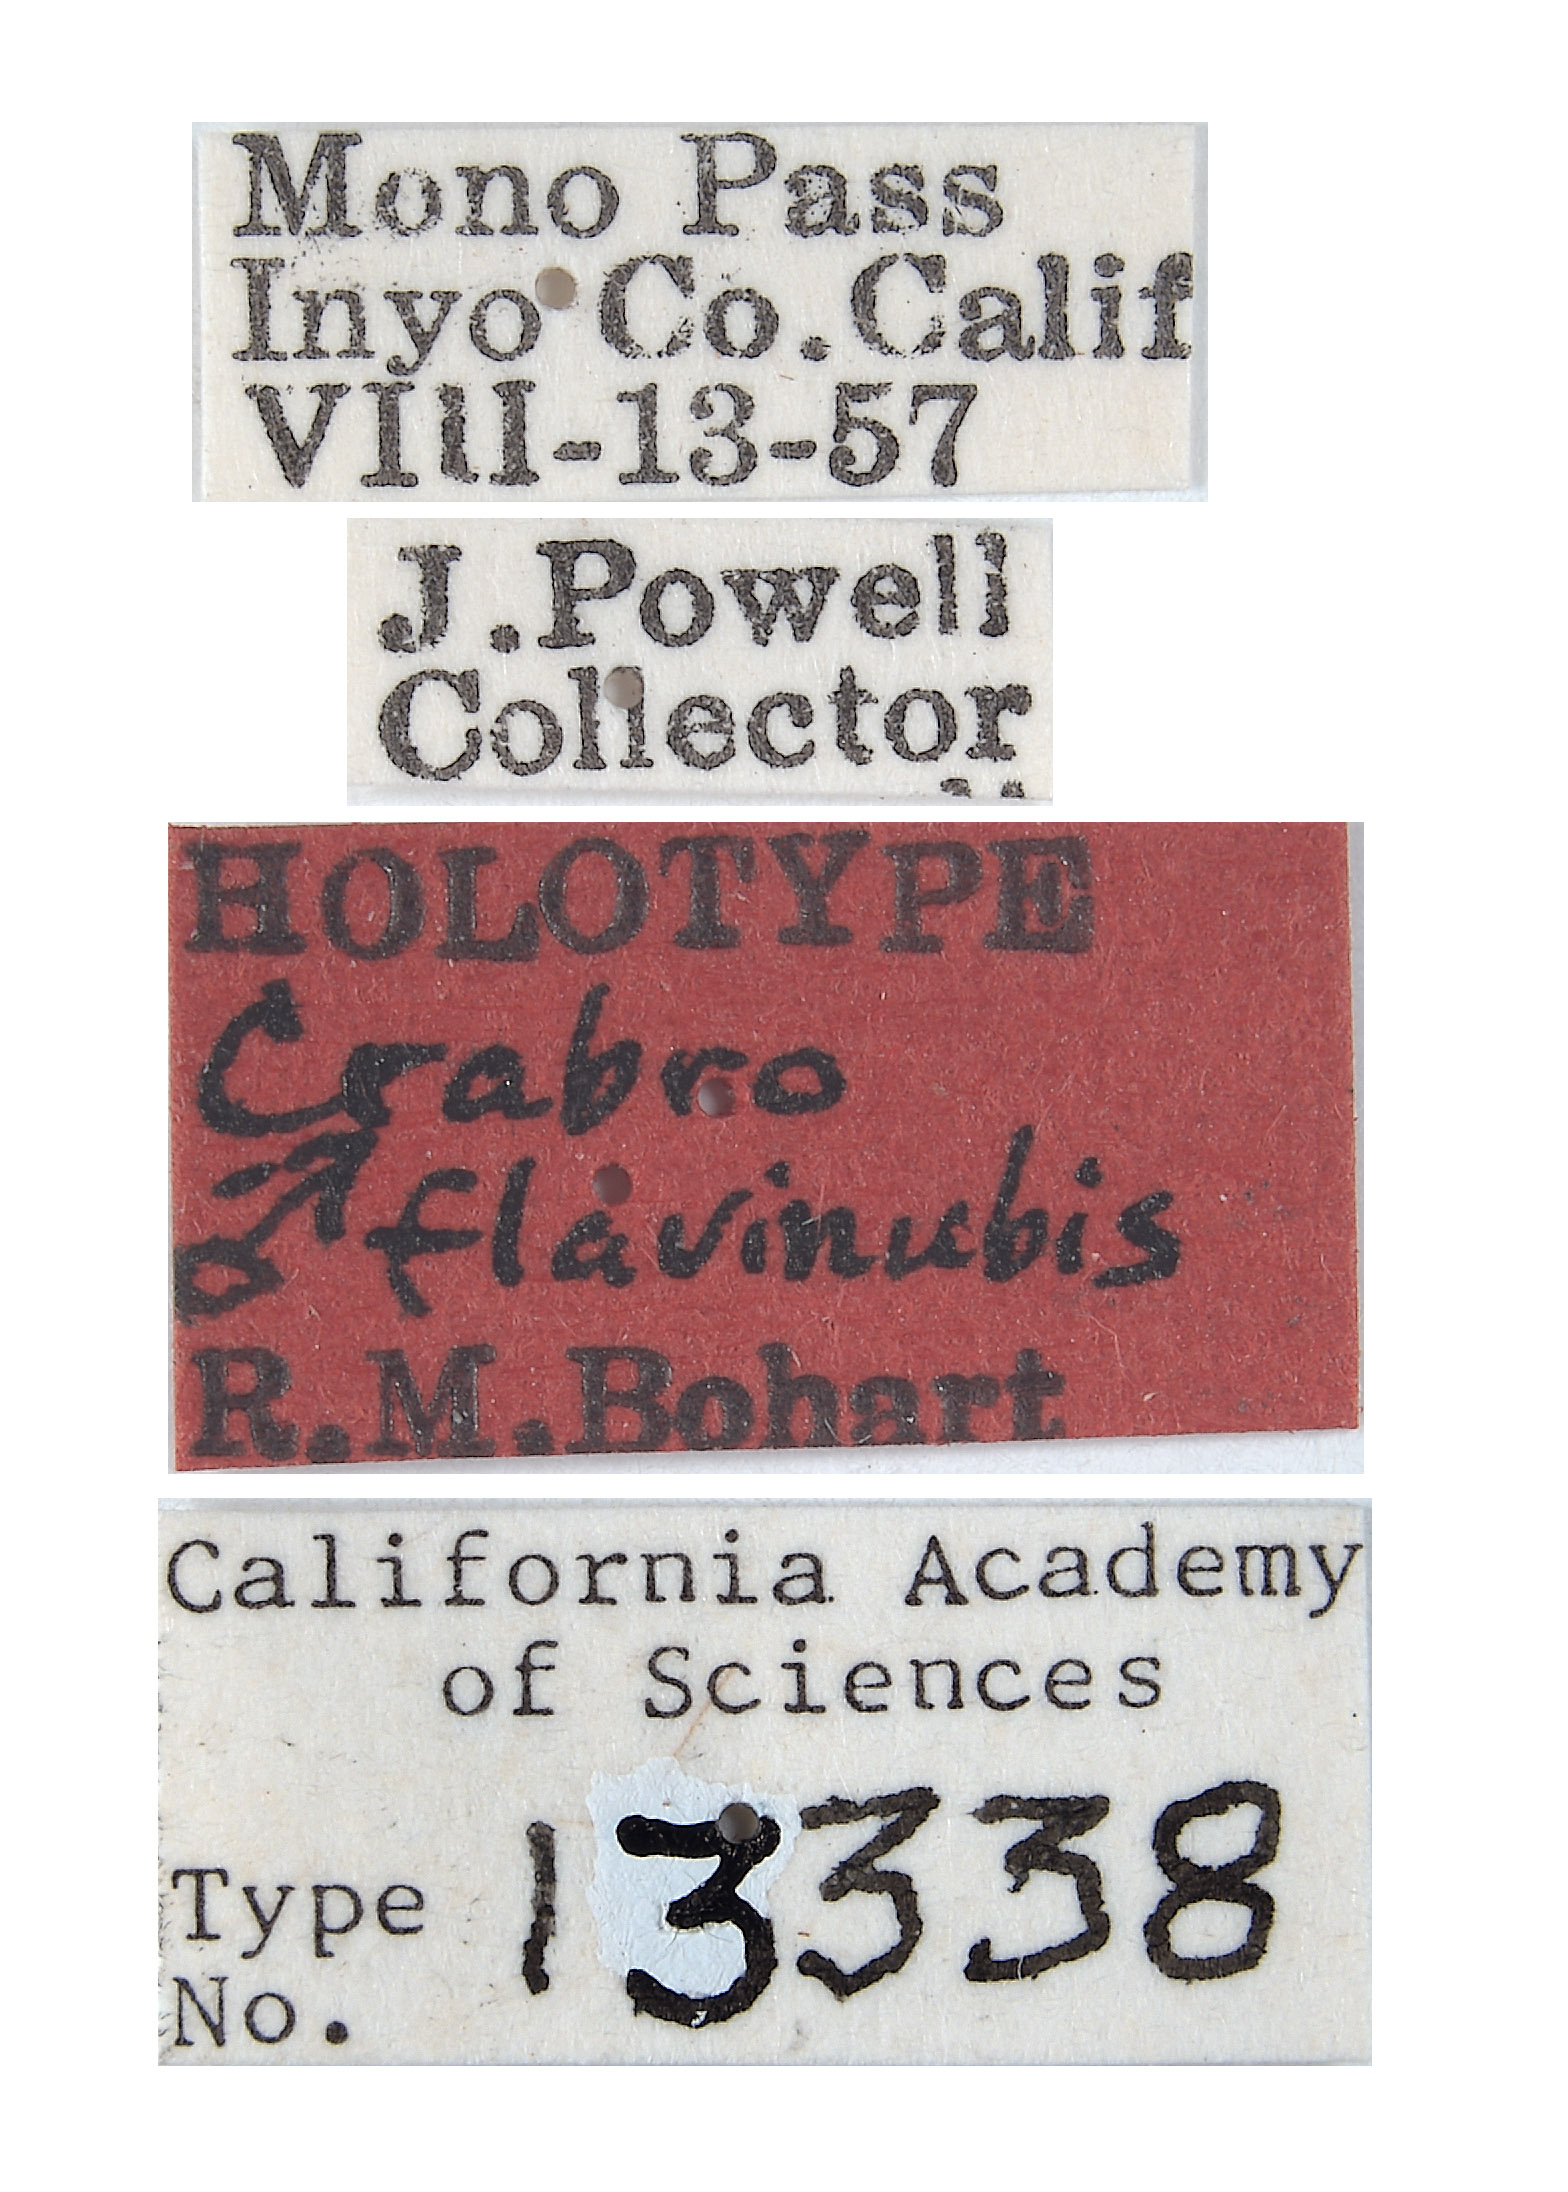 Mono Pass
Inyo Co. Calif
VIII-13-57
J. Powell
Collector
HOLOTYPE
Crabro
♂ flavinubis
R.M. Bohart
California Academy
of Sciences
Type
No. 13338